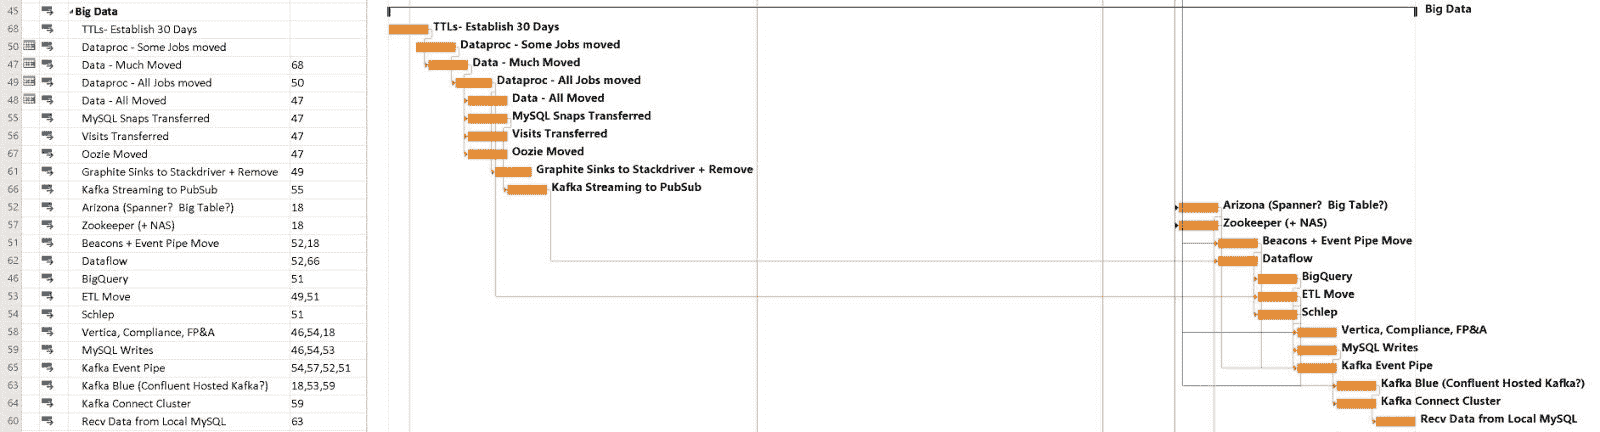 45 Big Data Big Data
68 TTLs- Establish 30 Days TTLs- Establish 30 Days
50 Dataproc - Some Jobs moved Dataproc - Some Jobs moved
47 Data - Much Moved 68 Data - Much Moved
49 Dataproc - All Jobs moved 50 Dataproc - All Jobs moved
48 Data - All Moved 47 Data - All Moved
55 MySQL Snaps Transferred 47 MySQL Snaps Transferred
56 Visits Transferred 47 Visits Transferred
67 Oozie Moved 47 Oozie Moved
61 Graphite Sinks to Stackdriver + Remove 49 Graphite Sinks to Stackdriver + Remove
66 Kafka Streaming to PubSub 55 Kafka Streaming to PubSub
52 Arizona (Spanner? Big Table?) 18 Arizona (Spanner? Big Table?)
57 Zookeeper (+ NAS) 18 Zookeeper (+ NAS)
51 Beacons + Event Pipe Move 52,18 Beacons + Event Pipe Move
62 Dataflow 52,66 Dataflow
46 BigQuery 51 BigQuery
53 ETL Move 49,51 ETL Move
54 Schlep 51 Schlep
58 Vertica, Compliance, FP&A 46,54,18 Vertica, Compliance, FP&A
59 MySQL Writes 46,54,53 MySQL Writes
65 Kafka Event Pipe 54,57,52,51 Kafka Event Pipe
63 Kafka Blue (Confluent Hosted Kafka?) 18,53,59 Kafka Blue (Confluent Hosted Kafka?)
64 Kafka Connect Cluster 59 Kafka Connect Cluster
60 Recv Data from Local MySQL 63 Recv Data from Local MySQL